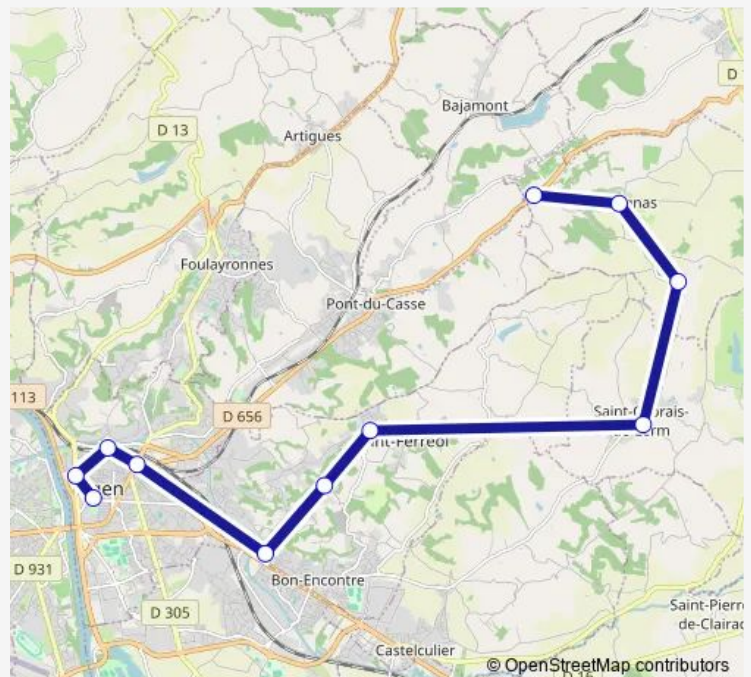 D
Bajamont
D 13
Artigues
Foulayronnes
Pont-du-Casse
113
D 656
D 931
Bon-Encontre
D 305
Saint-Pierr
de-Clairac
Castelculier
© OpenStreetMap contributors